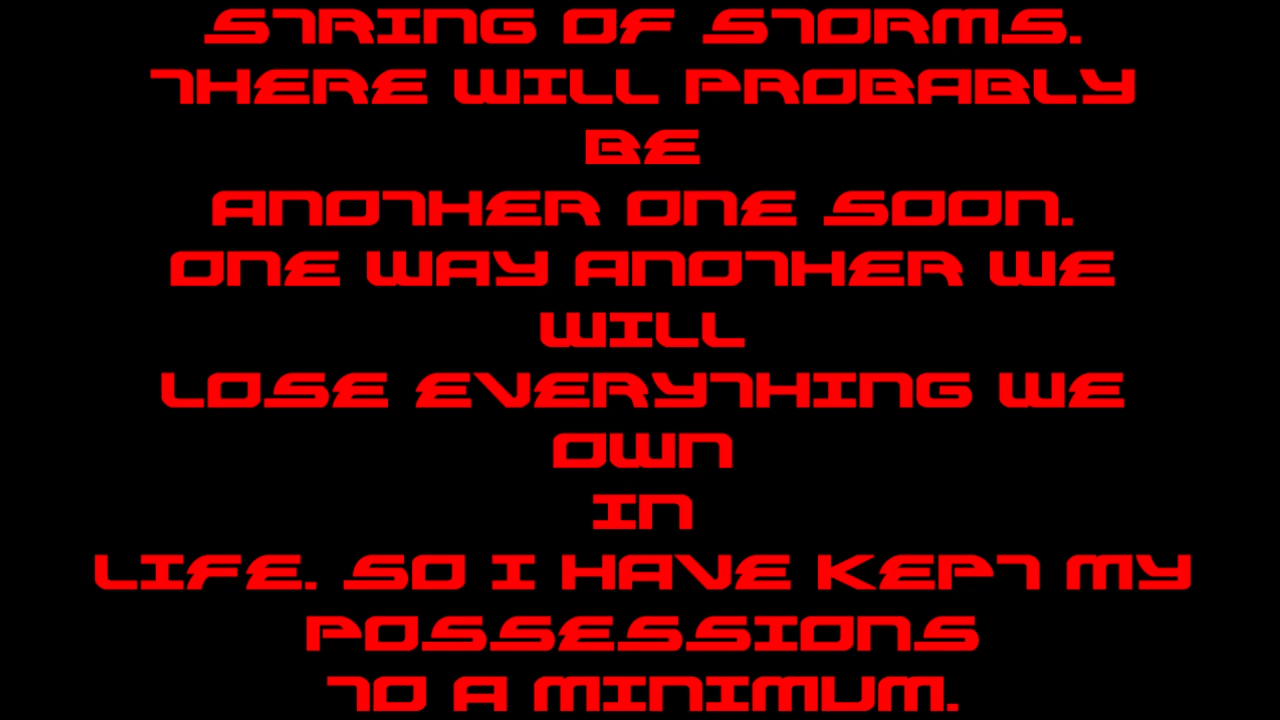 STRING OF STORMS.
THERE WILL PROBABLY
BE
ANOTHER ONE SOON.
ONE WAY ANOTHER WE
WILL
LOSE EVERYTHING WE
OWN
IN
LIFE. SO I HAVE KEPT MY
POSSESSIONS
TO A MINIMUM.